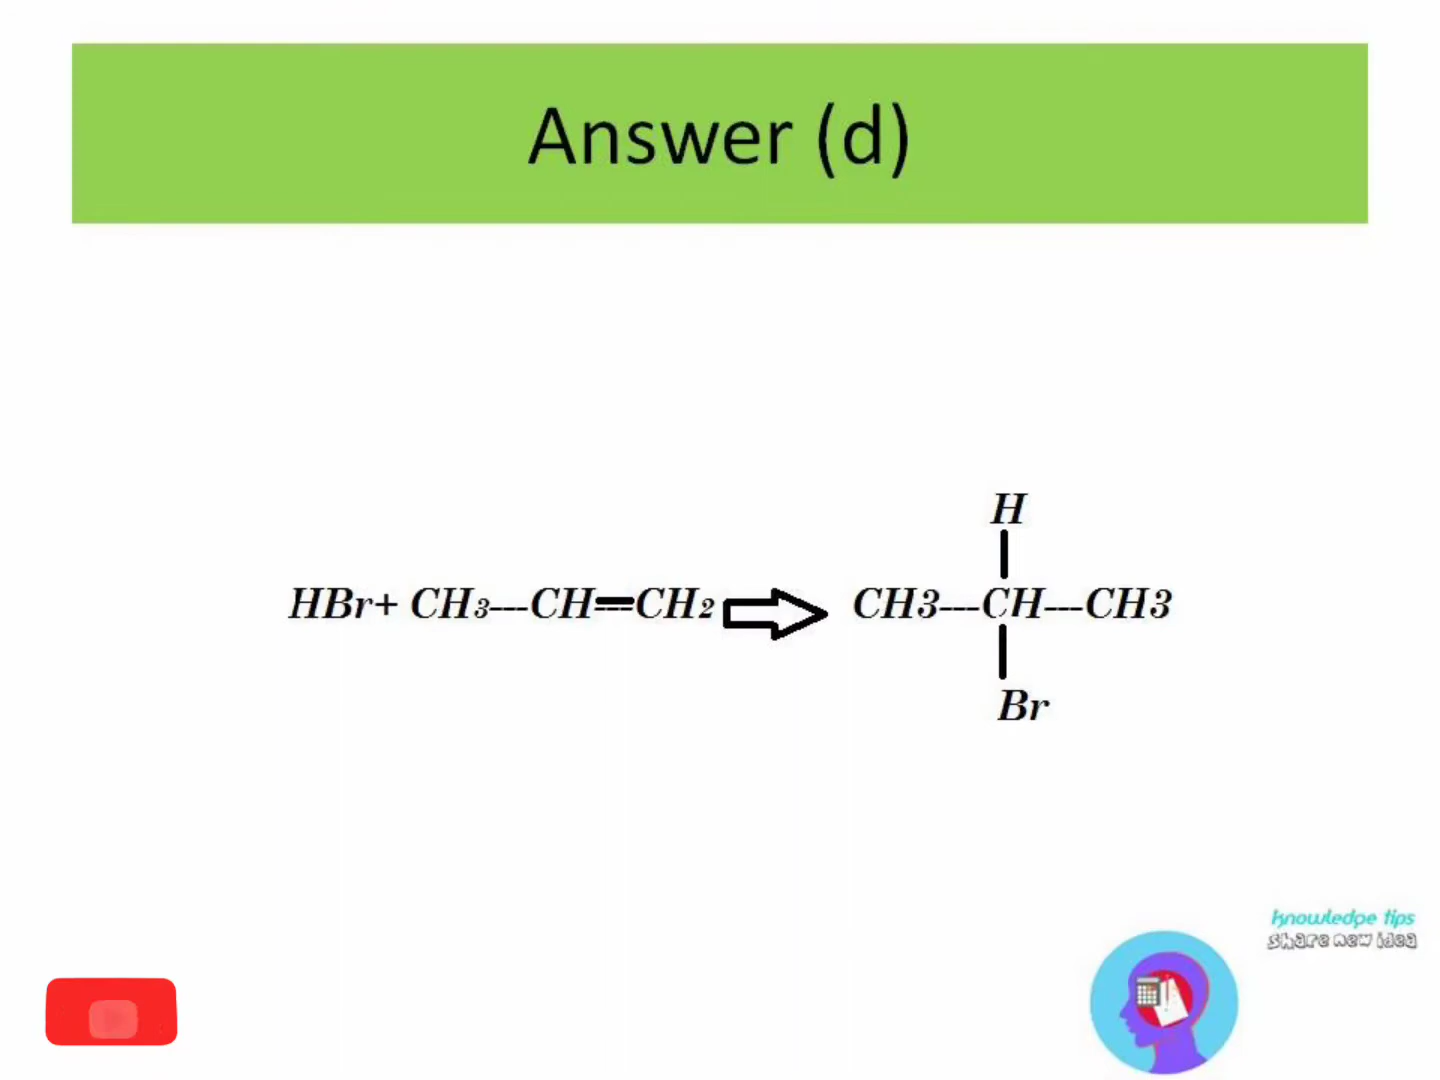 Answer (d)
H
HBr+ CH3---CH═CH2 ⇨ CH3---CH---CH3
Br
knowledge tips
share new idea